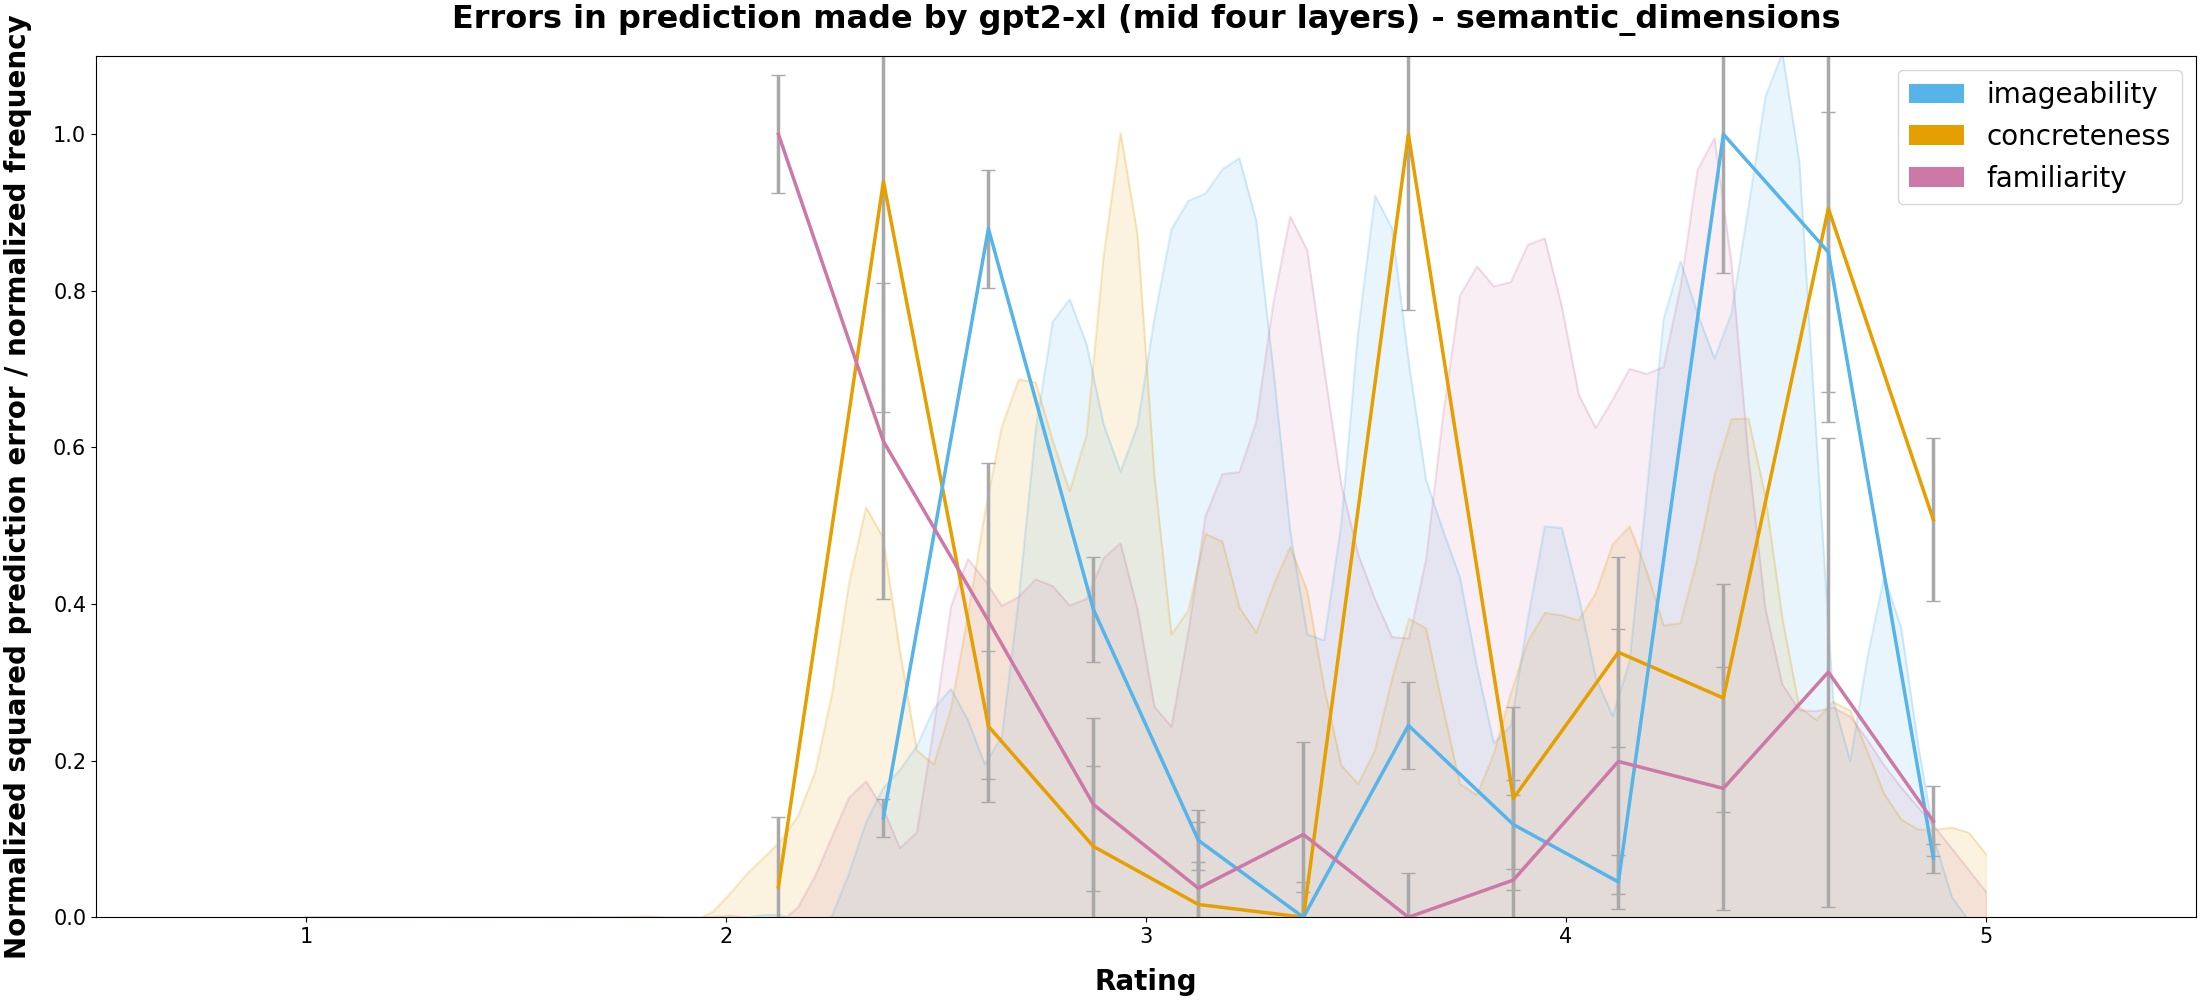 Errors in prediction made by gpt2-xl (mid four layers) - semantic_dimensions
Normalized squared prediction error / normalized frequency
1.0
0.8
0.6
0.4
0.2
0.0
imageability
concreteness
familiarity
1 2 3 4 5
Rating